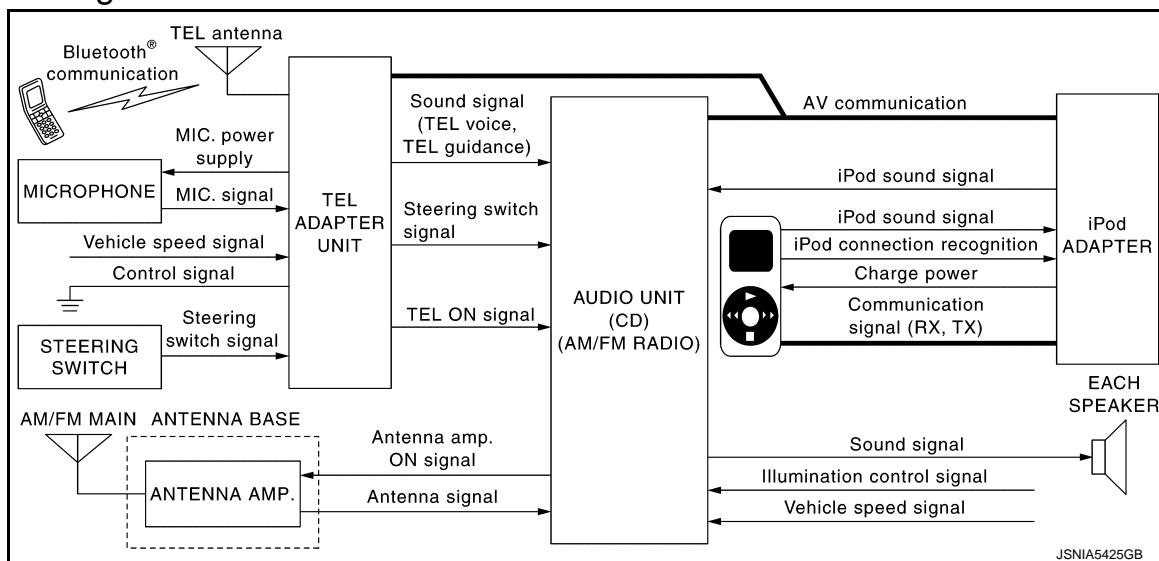 TEL antenna
Bluetooth®
communication
MIC. power
supply
MICROPHONE
MIC. signal
Vehicle speed signal
Control signal
Steering
switch signal
STEERING
SWITCH
TEL
ADAPTER
UNIT
Sound signal
(TEL voice,
TEL guidance)
Steering switch
signal
TEL ON signal
AUDIO UNIT
(CD)
(AM/FM RADIO)
AV communication
iPod sound signal
iPod sound signal
iPod connection recognition
Charge power
Communication
signal (RX, TX)
iPod
ADAPTER
EACH
SPEAKER
AM/FM MAIN
ANTENNA BASE
ANTENNA AMP.
Antenna amp.
ON signal
Antenna signal
Sound signal
Illumination control signal
Vehicle speed signal
JSNIA5425GB